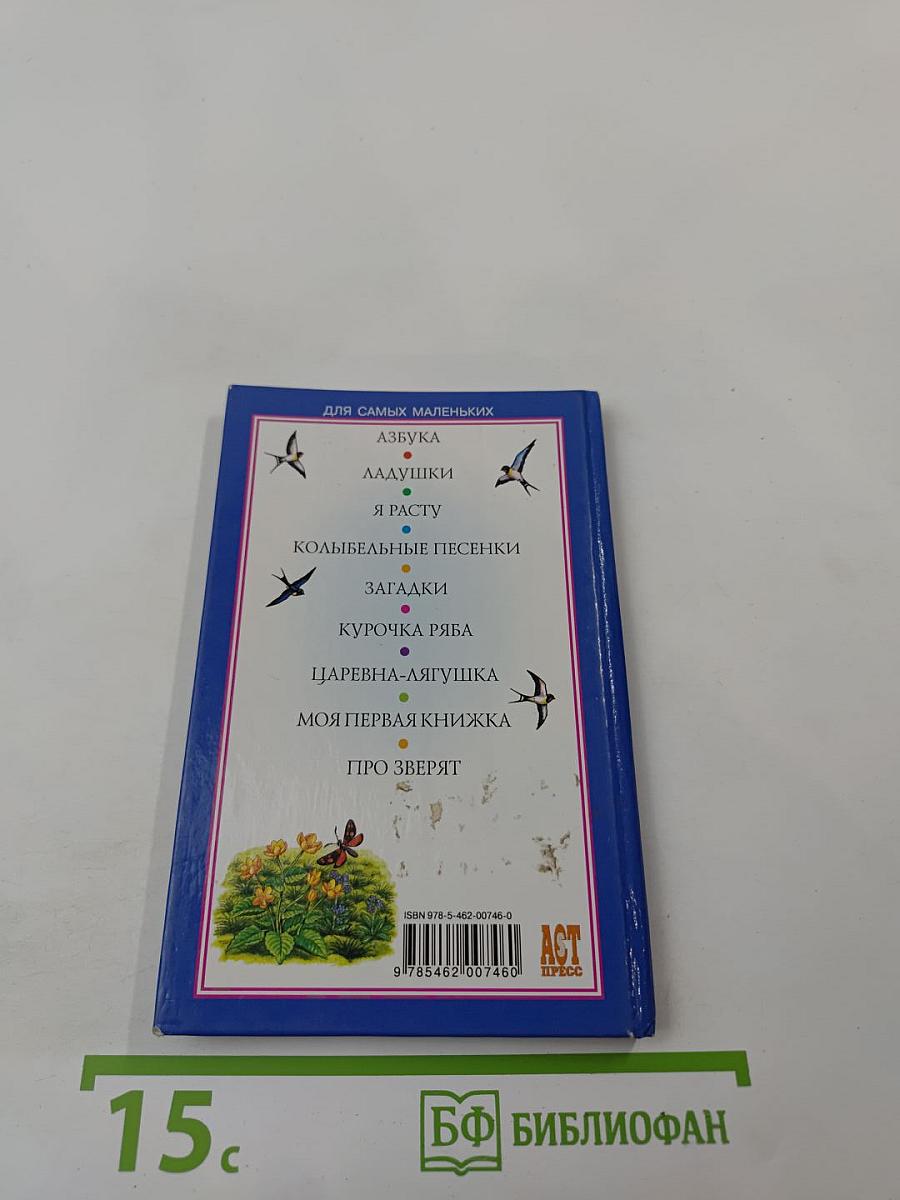 ДЛЯ САМЫХ МАЛЕНЬКИХ
АЗБУКА
ЛАДУШКИ
Я РАСТУ
КОЛЫБЕЛЬНЫЕ ПЕСЕНКИ
ЗАГАДКИ
КУРОЧКА РЯБА
ЦАРЕВНА-ЛЯГУШКА
МОЯ ПЕРВАЯ КНИЖКА
ПРО ЗВЕРЯТ
ISBN 978-5-462-00746-0
9 785462 007460
АСТ
ПРЕСС
15 с
БФ БИБЛИОФАН